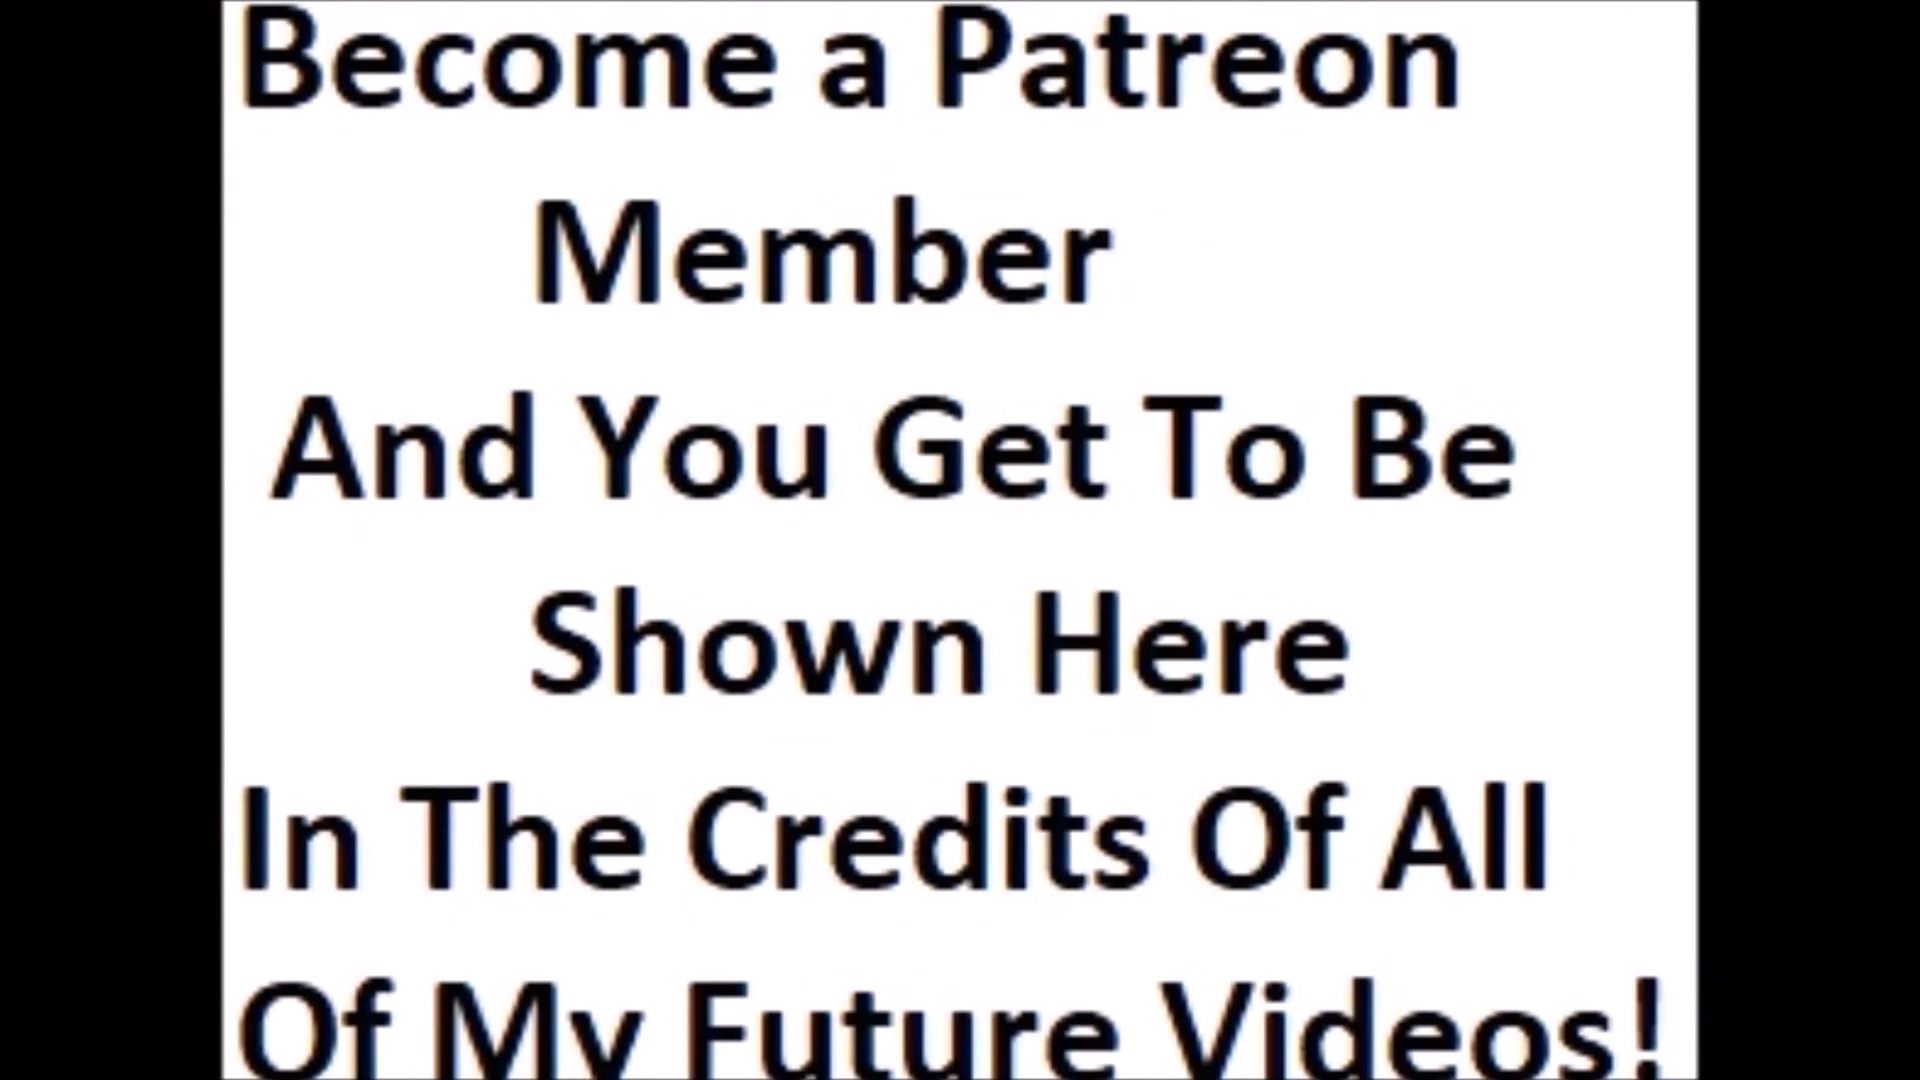 Become a Patreon
Member
And You Get To Be
Shown Here
In The Credits Of All
Of My Future Videos!